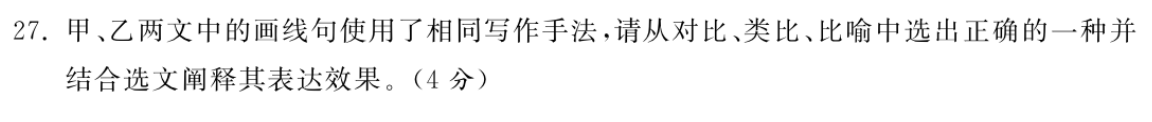 27. 甲、乙两文中的画线句使用了相同写作手法,请从对比、类比、比喻中选出正确的一种并
结合选文阐释其表达效果。(4 分)